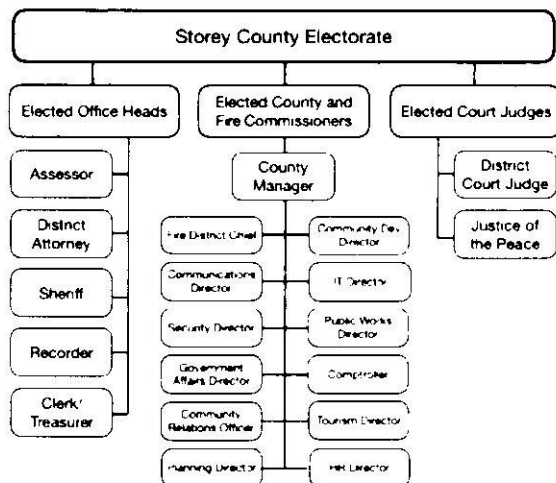 Storey County Electorate
Elected Office Heads
Assessor
District
Attorney
Sheriff
Recorder
Clerk/
Treasurer
Elected County and
Fire Commissioners
County
Manager
Fire District Chief
Community Dev
Director
Communications
Director
IT Director
Security Director
Public Works
Director
Government
Affairs Director
Comptroller
Community
Relations Officer
Tourism Director
Planning Director
HR Director
Elected Court Judges
District
Court Judge
Justice of
the Peace